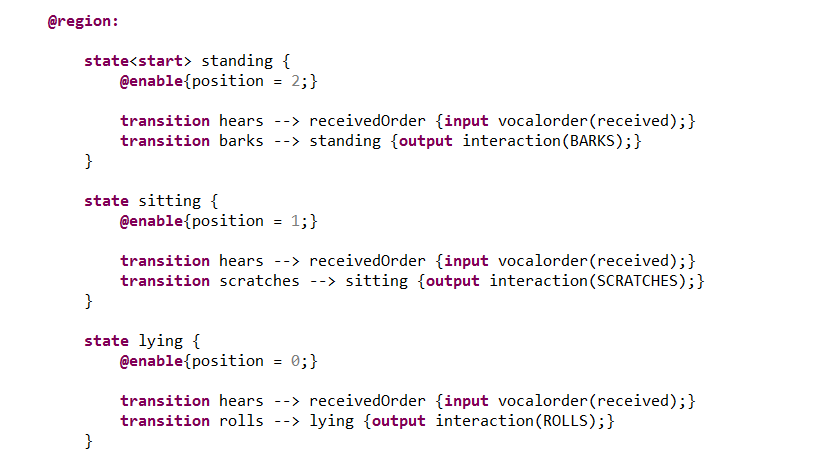 @region:
state<start> standing {
@enable{position = 2;}
transition hears --> receivedOrder {input vocalorder(received);}
transition barks --> standing {output interaction(BARKS);}
}
state sitting {
@enable{position = 1;}
transition hears --> receivedOrder {input vocalorder(received);}
transition scratches --> sitting {output interaction(SCRATCHES);}
}
state lying {
@enable{position = 0;}
transition hears --> receivedOrder {input vocalorder(received);}
transition rolls --> lying {output interaction(ROLLS);}
}